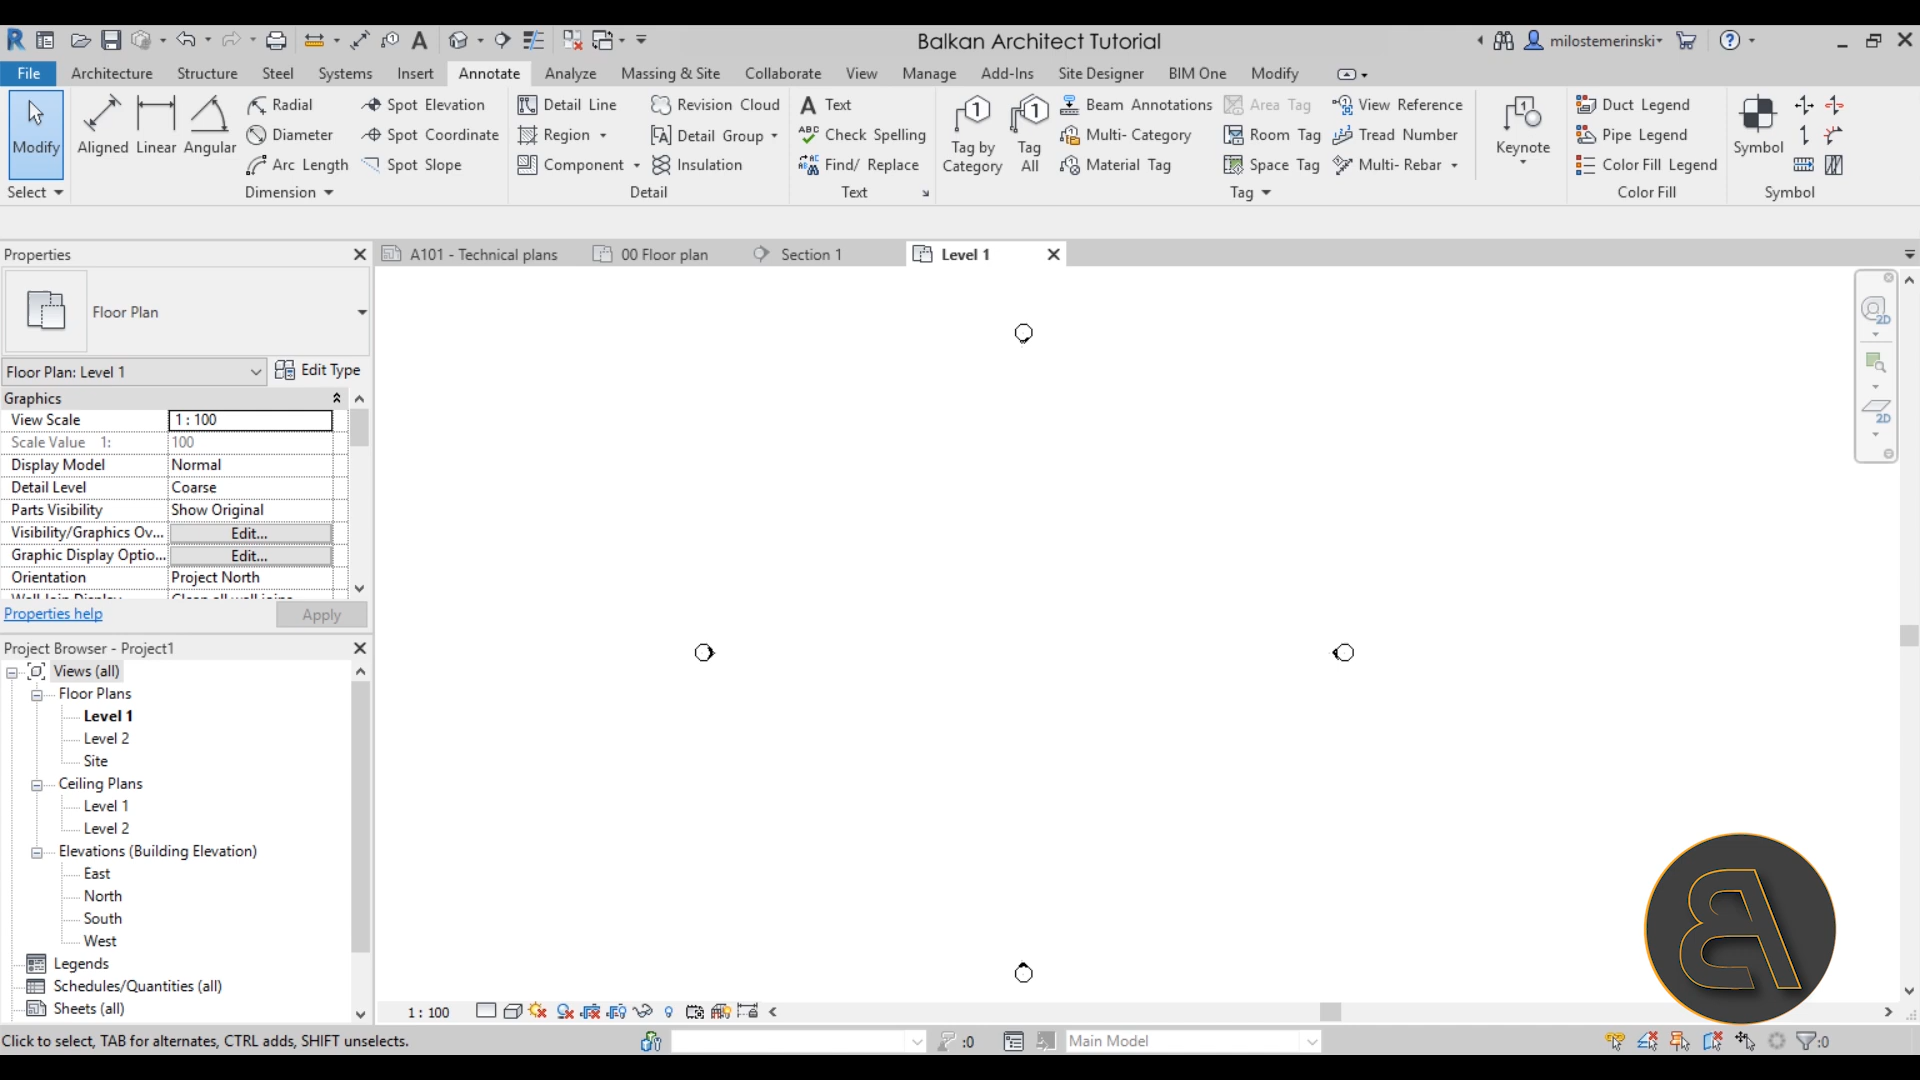 Balkan Architect Tutorial
milostemerinski
File Architecture Structure Steel Systems Insert Annotate Analyze Massing & Site Collaborate View Manage Add-Ins Site Designer BIM One Modify
Modify
Select
Aligned Linear Angular
Radial
Diameter
Arc Length
Spot Elevation
Spot Coordinate
Spot Slope
Dimension
Detail Line
Region
Component
Revision Cloud
Detail Group
Insulation
Detail
Text
Check Spelling
Find/ Replace
Text
Tag by
Category
Tag
All
Beam Annotations
Multi- Category
Material Tag
Area Tag
Room Tag
Space Tag
View Reference
Tread Number
Multi- Rebar
Tag
Keynote
Duct Legend
Pipe Legend
Color Fill Legend
Color Fill
Symbol
Symbol
Properties
A101 - Technical plans 00 Floor plan Section 1 Level 1
Floor Plan
Floor Plan: Level 1 Edit Type
Graphics
View Scale 1 : 100
Scale Value 1: 100
Display Model Normal
Detail Level Coarse
Parts Visibility Show Original
Visibility/Graphics Ov... Edit...
Graphic Display Optio... Edit...
Orientation Project North
Properties help Apply
Project Browser - Project1
Views (all)
Floor Plans
Level 1
Level 2
Site
Ceiling Plans
Level 1
Level 2
Elevations (Building Elevation)
East
North
South
West
Legends
Schedules/Quantities (all)
Sheets (all)
2D
2D
1 : 100
Click to select, TAB for alternates, CTRL adds, SHIFT unselects.
:0
Main Model
:0